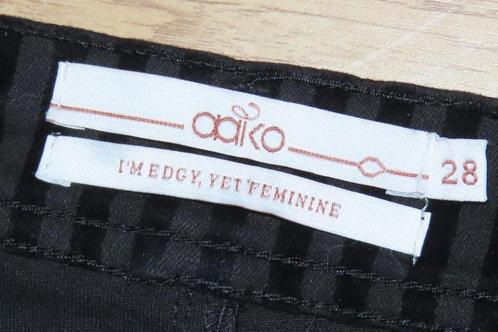 aaiko
28
I'M EDGY, YET FEMININE